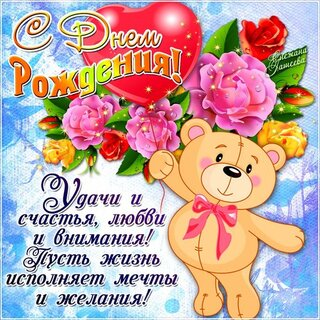 С Днем
Рождения!
Удачи и
счастья, любви
и внимания!
Пусть жизнь
исполняет мечты
и желания!